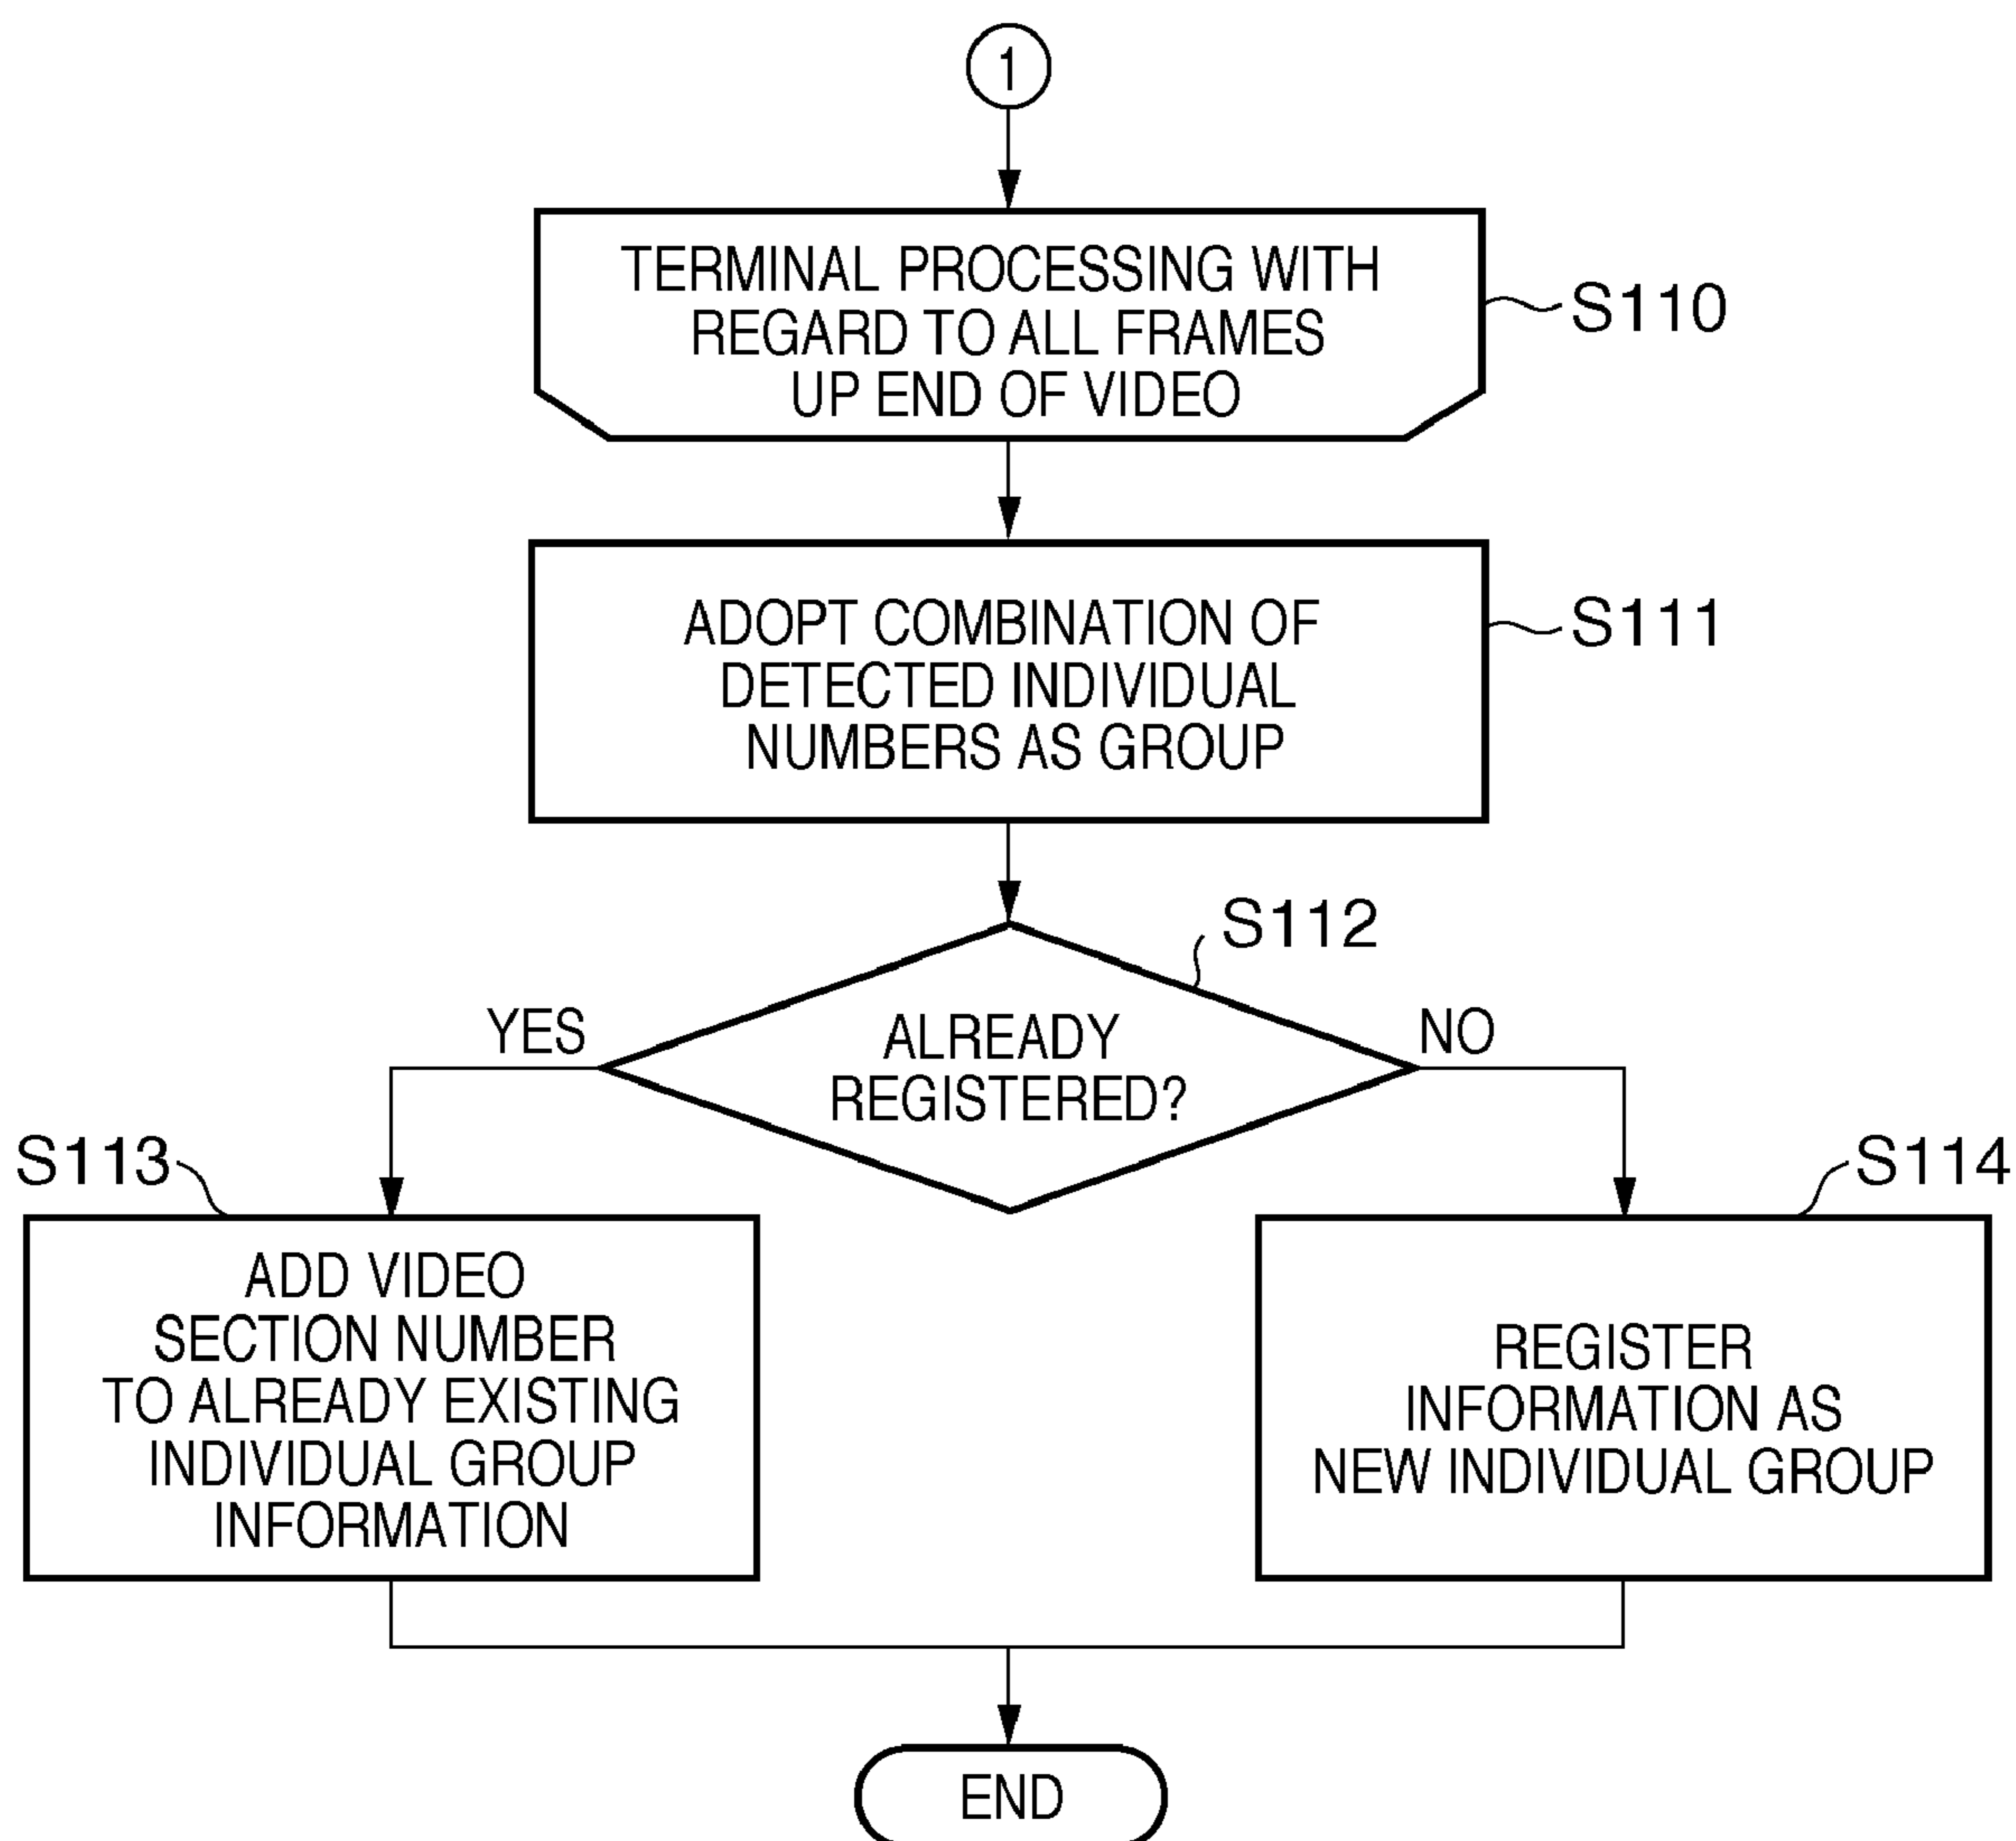 1
TERMINAL PROCESSING WITH
REGARD TO ALL FRAMES
UP END OF VIDEO
S110
ADOPT COMBINATION OF
DETECTED INDIVIDUAL
NUMBERS AS GROUP
S111
S112
ALREADY
REGISTERED?
YES
NO
S113
ADD VIDEO
SECTION NUMBER
TO ALREADY EXISTING
INDIVIDUAL GROUP
INFORMATION
S114
REGISTER
INFORMATION AS
NEW INDIVIDUAL GROUP
END